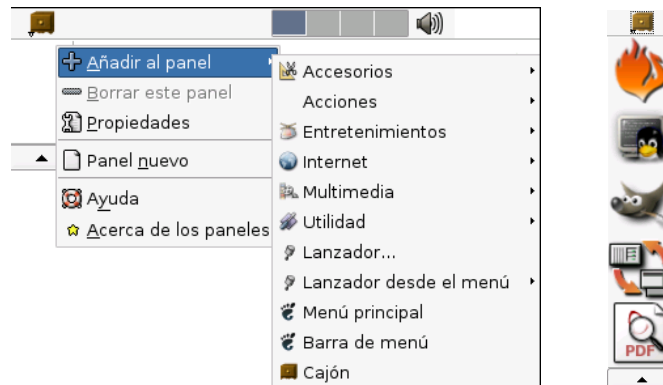 Añadir al panel
Borrar este panel
Propiedades
Panel nuevo
Ayuda
Acerca de los paneles
Accesorios
Acciones
Entretenimientos
Internet
Multimedia
Utilidad
Lanzador...
Lanzador desde el menú
Menú principal
Barra de menú
Cajón
PDF